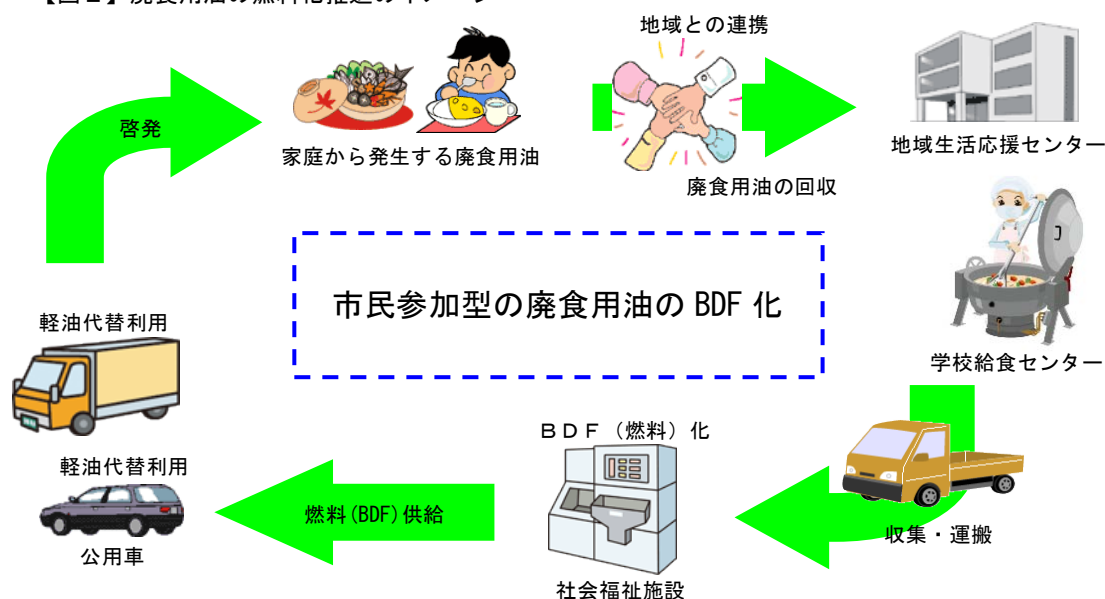 地域との連携
啓発
家庭から発生する廃食用油
廃食用油の回収
地域生活応援センター
市民参加型の廃食用油の BDF 化
学校給食センター
軽油代替利用
BDF(燃料)化
軽油代替利用
燃料(BDF)供給
収集・運搬
公用車
社会福祉施設